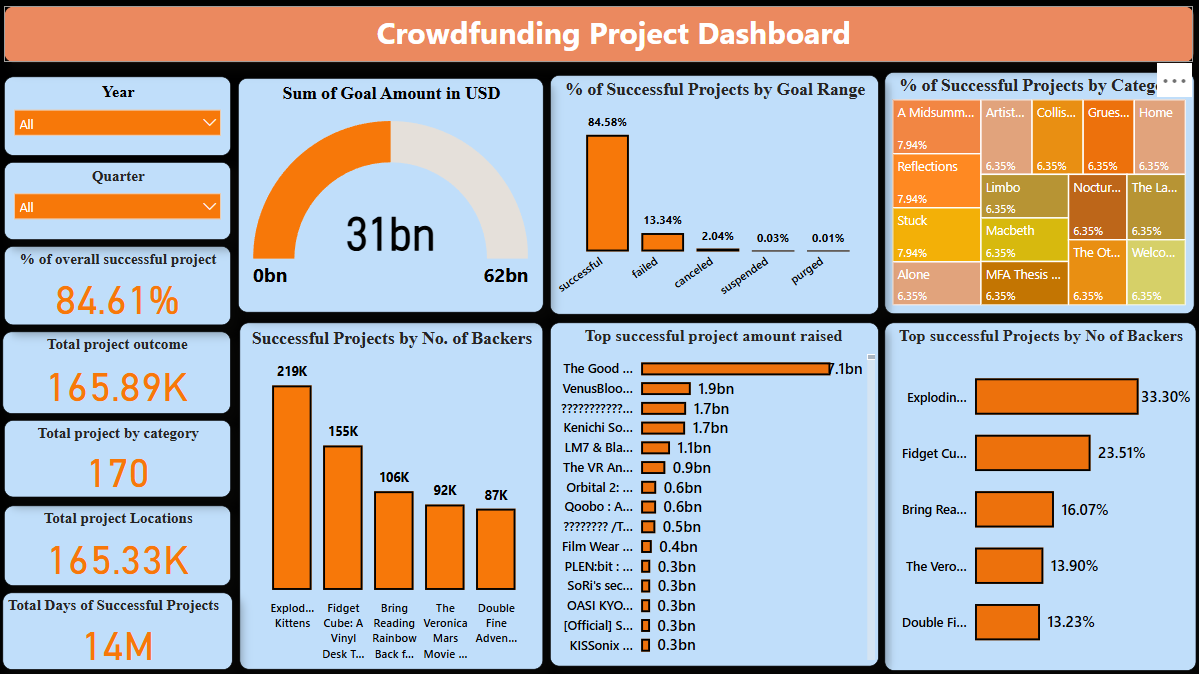 Crowdfunding Project Dashboard
Year
All
Quarter
All
% of overall successful project
84.61%
Total project outcome
165.89K
Total project by category
170
Total project Locations
165.33K
Total Days of Successful Projects
14M
Sum of Goal Amount in USD
31bn
0bn
62bn
% of Successful Projects by Goal Range
84.58%
13.34%
2.04%
0.03%
0.01%
successful
failed
canceled
suspended
purged
% of Successful Projects by Categ
...
A Midsumm...
7.94%
Reflections
7.94%
Stuck
7.94%
Alone
6.35%
Artist...
6.35%
Collis...
6.35%
Grues...
6.35%
Home
6.35%
Limbo
6.35%
Macbeth
6.35%
MFA Thesis ...
6.35%
Noctur...
6.35%
The La...
6.35%
The Ot...
6.35%
Welco...
6.35%
Successful Projects by No. of Backers
219K
155K
106K
92K
87K
Explod...
Kittens
Fidget
Cube: A
Vinyl
Desk T...
Bring
Reading
Rainbow
Back f...
The
Veronica
Mars
Movie ...
Double
Fine
Adven...
Top successful project amount raised
The Good ... 7.1bn
VenusBloo... 1.9bn
???????????... 1.7bn
Kenichi So... 1.7bn
LM7 & Bla... 1.1bn
The VR An... 0.9bn
Orbital 2: ... 0.6bn
Qoobo : A... 0.6bn
???????? /T... 0.5bn
Film Wear ... 0.4bn
PLEN:bit : ... 0.3bn
SoRi's sec... 0.3bn
OASI KYO... 0.3bn
[Official] S... 0.3bn
KISSonix ... 0.3bn
Top successful Projects by No of Backers
Explodin... 33.30%
Fidget Cu... 23.51%
Bring Rea... 16.07%
The Vero... 13.90%
Double Fi... 13.23%